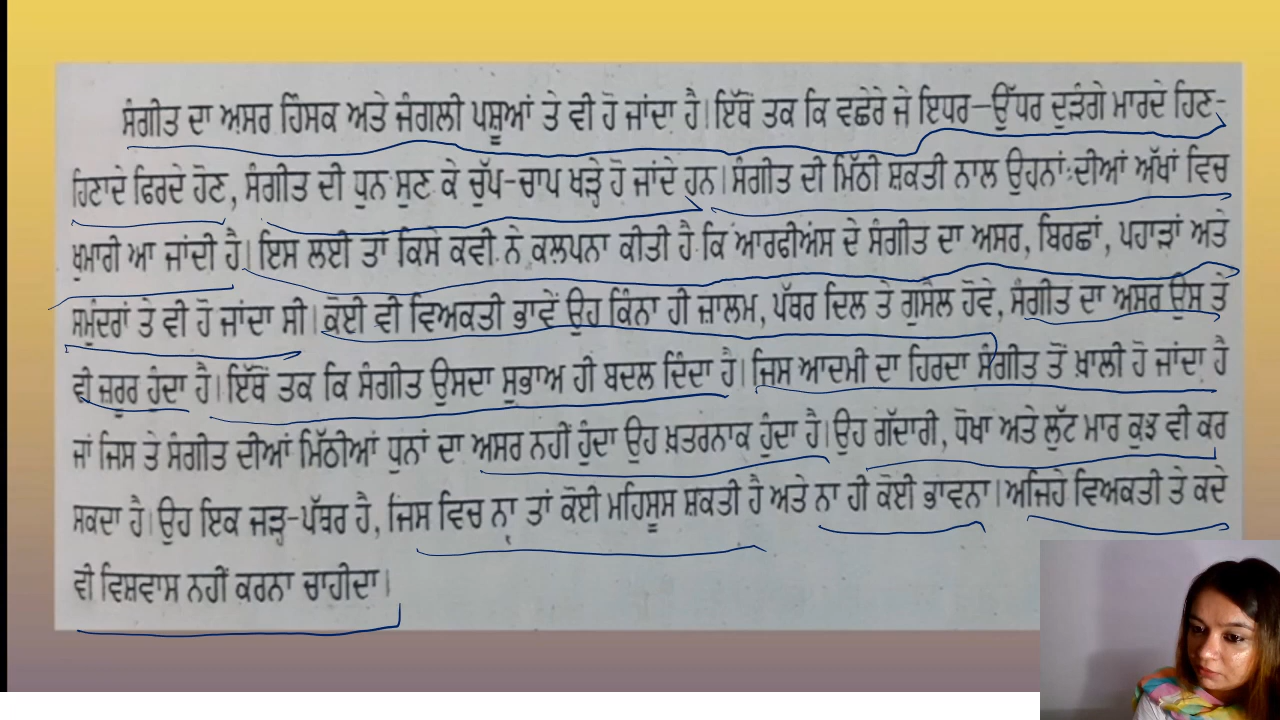 ਸੰਗੀਤ ਦਾ ਅਸਰ ਹਿੰਸਕ ਅਤੇ ਜੰਗਲੀ ਪਸ਼ੂਆਂ ਤੇ ਵੀ ਹੋ ਜਾਂਦਾ ਹੈ। ਇੱਥੋਂ ਤਕ ਕਿ ਵਛੇਰੇ ਜੋ ਇਧਰ–ਉੱਧਰ ਦੁੜੰਗੇ ਮਾਰਦੇ ਹਿਣ-
ਹਿਣਾਦੇ ਫਿਰਦੇ ਹੋਣ, ਸੰਗੀਤ ਦੀ ਧੁਨ ਸੁਣ ਕੇ ਚੁੱਪ-ਚਾਪ ਖੜ੍ਹੇ ਹੋ ਜਾਂਦੇ ਹਨ। ਸੰਗੀਤ ਦੀ ਮਿੱਠੀ ਸ਼ਕਤੀ ਨਾਲ ਉਹਨਾਂ ਦੀਆਂ ਅੱਖਾਂ ਵਿਚ
ਖੁਮਾਰੀ ਆ ਜਾਂਦੀ ਹੈ। ਇਸ ਲਈ ਤਾਂ ਕਿਸੇ ਕਵੀ ਨੇ ਕਲਪਨਾ ਕੀਤੀ ਹੈ ਕਿ ਆਰਫੀਅਸ ਦੇ ਸੰਗੀਤ ਦਾ ਅਸਰ, ਬਿਰਛਾਂ, ਪਹਾੜਾਂ ਅਤੇ
ਸਮੁੰਦਰਾਂ ਤੇ ਵੀ ਹੋ ਜਾਂਦਾ ਸੀ। ਕੋਈ ਵੀ ਵਿਅਕਤੀ ਭਾਵੇਂ ਉਹ ਕਿੰਨਾ ਹੀ ਜ਼ਾਲਮ, ਪੱਥਰ ਦਿਲ ਤੇ ਗੁਸੈਲ ਹੋਵੇ, ਸੰਗੀਤ ਦਾ ਅਸਰ ਉਸ ਤੇ
ਵੀ ਜ਼ਰੂਰ ਹੁੰਦਾ ਹੈ। ਇੱਥੋਂ ਤਕ ਕਿ ਸੰਗੀਤ ਉਸਦਾ ਸੁਭਾਅ ਹੀ ਬਦਲ ਦਿੰਦਾ ਹੈ। ਜਿਸ ਆਦਮੀ ਦਾ ਹਿਰਦਾ ਸੰਗੀਤ ਤੋਂ ਖ਼ਾਲੀ ਹੋ ਜਾਂਦਾ ਹੈ
ਜਾਂ ਜਿਸ ਤੇ ਸੰਗੀਤ ਦੀਆਂ ਮਿੱਠੀਆਂ ਧੁਨਾਂ ਦਾ ਅਸਰ ਨਹੀਂ ਹੁੰਦਾ ਉਹ ਖ਼ਤਰਨਾਕ ਹੁੰਦਾ ਹੈ। ਉਹ ਗੱਦਾਰੀ, ਧੋਖਾ ਅਤੇ ਲੁੱਟ ਮਾਰ ਕੁਝ ਵੀ ਕਰ
ਸਕਦਾ ਹੈ। ਉਹ ਇਕ ਜੜ੍ਹ-ਪੱਥਰ ਹੈ, ਜਿਸ ਵਿਚ ਨਾ ਤਾਂ ਕੋਈ ਮਹਿਸੂਸ ਸ਼ਕਤੀ ਹੈ ਅਤੇ ਨਾ ਹੀ ਕੋਈ ਭਾਵਨਾ। ਅਜਿਹੇ ਵਿਅਕਤੀ ਤੇ ਕਦੇ
ਵੀ ਵਿਸ਼ਵਾਸ ਨਹੀਂ ਕਰਨਾ ਚਾਹੀਦਾ।